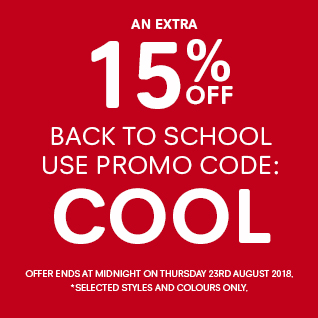 AN EXTRA
15%
OFF
BACK TO SCHOOL
USE PROMO CODE:
COOL
OFFER ENDS AT MIDNIGHT ON THURSDAY 23RD AUGUST 2018.
*SELECTED STYLES AND COLOURS ONLY.